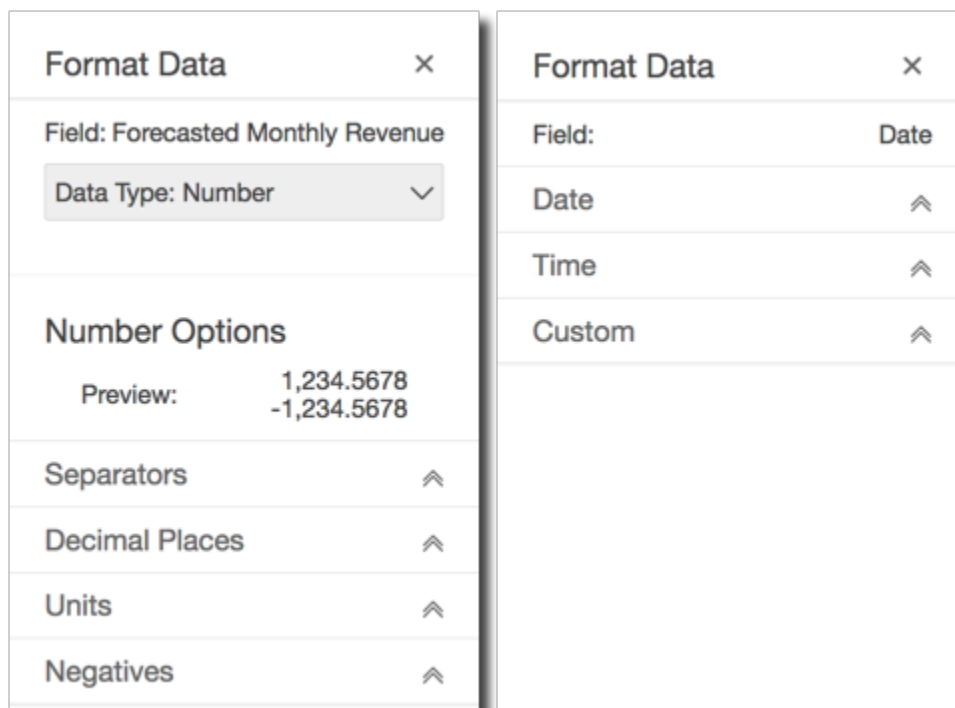 Format Data
Field: Forecasted Monthly Revenue
Data Type: Number
Number Options
Preview: 1,234.5678
-1,234.5678
Separators
Decimal Places
Units
Negatives
Format Data
Field: Date
Date
Time
Custom